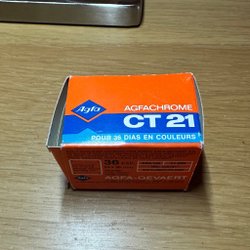 Agfa
AGFACHROME
CT 21
POUR 36 DIAS EN COULEURS
36
AGFA-GEVAERT